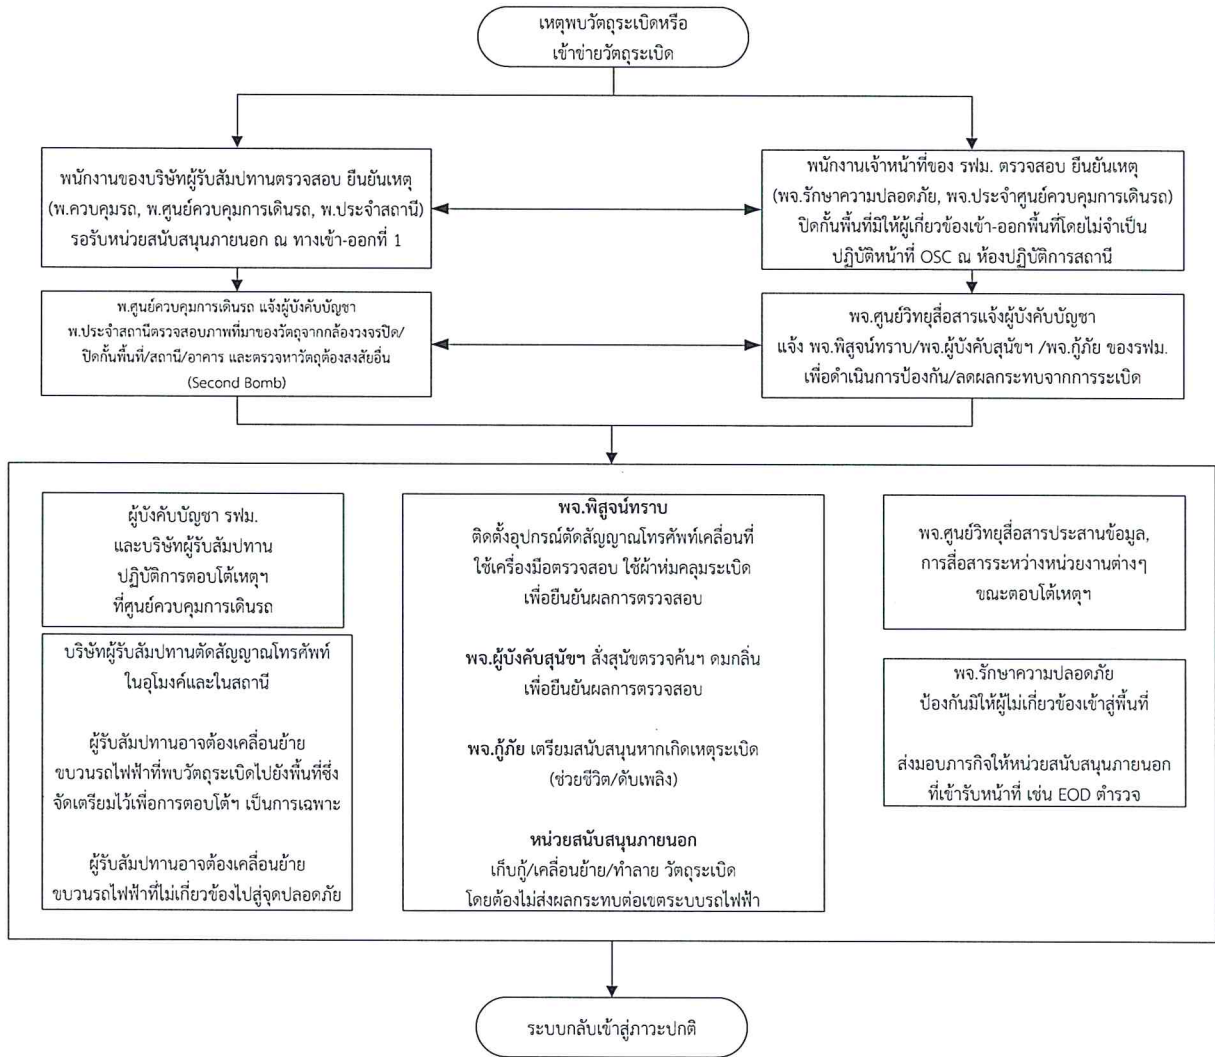 เหตุพบวัตถุระเบิดหรือ
เข้าข่ายวัตถุระเบิด
พนักงานของบริษัทผู้รับสัมปทานตรวจสอบ ยืนยันเหตุ
(พ.ควบคุมรถ, พ.ศูนย์ควบคุมการเดินรถ, พ.ประจำสถานี)
รอรับหน่วยสนับสนุนภายนอก ณ ทางเข้า-ออกที่ 1
พนักงานเจ้าหน้าที่ของ รฟม. ตรวจสอบ ยืนยันเหตุ
(พจ.รักษาความปลอดภัย, พจ.ประจำศูนย์ควบคุมการเดินรถ)
ปิดกั้นพื้นที่มิให้ผู้เกี่ยวข้องเข้า-ออกพื้นที่โดยไม่จำเป็น
ปฏิบัติหน้าที่ OSC ณ ห้องปฏิบัติการสถานี
พ.ศูนย์ควบคุมการเดินรถ แจ้งผู้บังคับบัญชา
พ.ประจำสถานีตรวจสอบภาพที่มาของวัตถุจากกล้องวงจรปิด/
ปิดกั้นพื้นที่/สถานี/อาคาร และตรวจหาวัตถุต้องสงสัยอื่น
(Second Bomb)
พจ.ศูนย์วิทยุสื่อสารแจ้งผู้บังคับบัญชา
แจ้ง พจ.พิสูจน์ทราบ/พจ.ผู้บังคับสุนัขฯ /พจ.กู้ภัย ของรฟม.
เพื่อดำเนินการป้องกัน/ลดผลกระทบจากการระเบิด
ผู้บังคับบัญชา รฟม.
และบริษัทผู้รับสัมปทาน
ปฏิบัติการตอบโต้เหตุฯ
ที่ศูนย์ควบคุมการเดินรถ
บริษัทผู้รับสัมปทานตัดสัญญาณโทรศัพท์
ในอุโมงค์และในสถานี
ผู้รับสัมปทานอาจต้องเคลื่อนย้าย
ขบวนรถไฟฟ้าที่พบวัตถุระเบิดไปยังพื้นที่ซึ่ง
จัดเตรียมไว้เพื่อการตอบโต้ฯ เป็นการเฉพาะ
ผู้รับสัมปทานอาจต้องเคลื่อนย้าย
ขบวนรถไฟฟ้าที่ไม่เกี่ยวข้องไปสู่จุดปลอดภัย
พจ.พิสูจน์ทราบ
ติดตั้งอุปกรณ์ตัดสัญญาณโทรศัพท์เคลื่อนที่
ใช้เครื่องมือตรวจสอบ ใช้ผ้าห่มคลุมระเบิด
เพื่อยืนยันผลการตรวจสอบ
พจ.ผู้บังคับสุนัขฯ สั่งสุนัขตรวจค้นฯ ดมกลิ่น
เพื่อยืนยันผลการตรวจสอบ
พจ.กู้ภัย เตรียมสนับสนุนหากเกิดเหตุระเบิด
(ช่วยชีวิต/ดับเพลิง)
หน่วยสนับสนุนภายนอก
เก็บกู้/เคลื่อนย้าย/ทำลาย วัตถุระเบิด
โดยต้องไม่ส่งผลกระทบต่อเขตระบบรถไฟฟ้า
พจ.ศูนย์วิทยุสื่อสารประสานข้อมูล,
การสื่อสารระหว่างหน่วยงานต่างๆ
ขณะตอบโต้เหตุฯ
พจ.รักษาความปลอดภัย
ป้องกันมิให้ผู้ไม่เกี่ยวข้องเข้าสู่พื้นที่
ส่งมอบภารกิจให้หน่วยสนับสนุนภายนอก
ที่เข้ารับหน้าที่ เช่น EOD ตำรวจ
ระบบกลับเข้าสู่ภาวะปกติ